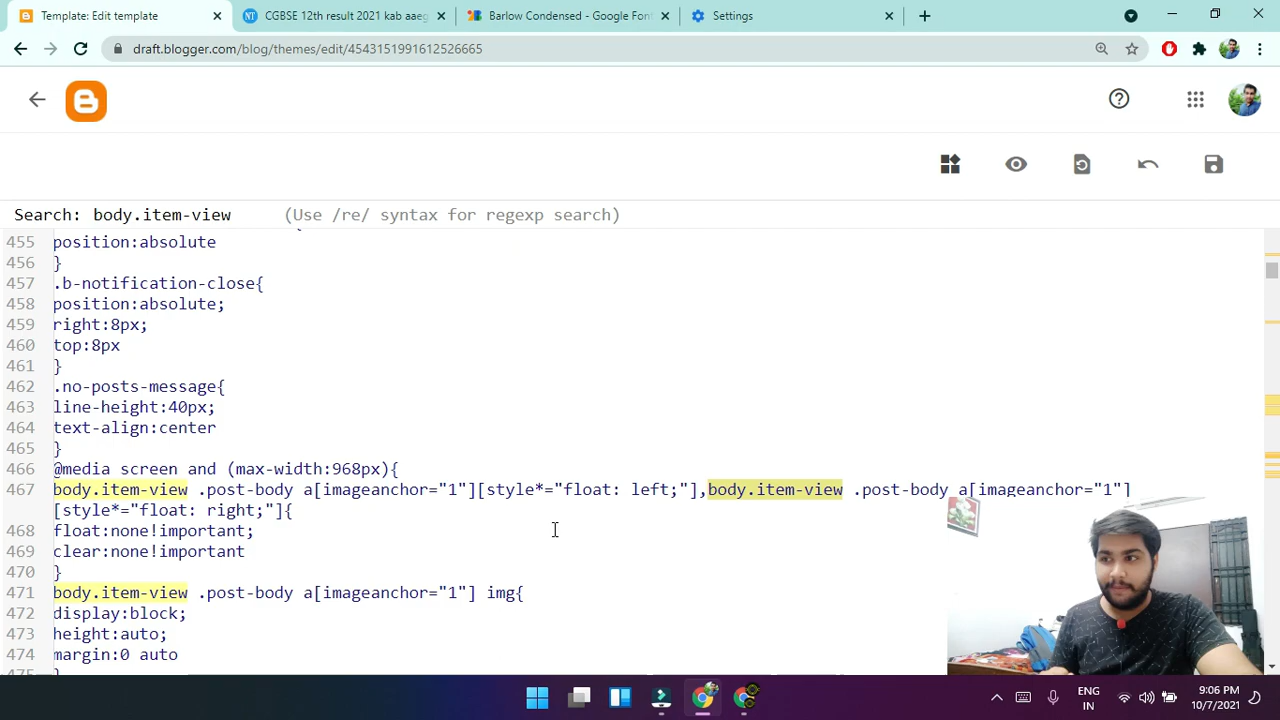 Template: Edit template
CGBSE 12th result 2021 kab aaeg
Barlow Condensed - Google Font
Settings
draft.blogger.com/blog/themes/edit/4543151991612526665
Search: body.item-view (Use /re/ syntax for regexp search)
455 position:absolute
456 }
457 .b-notification-close{
458 position:absolute;
459 right:8px;
460 top:8px
461 }
462 .no-posts-message{
463 line-height:40px;
464 text-align:center
465 }
466 @media screen and (max-width:968px){
467 body.item-view .post-body a[imageanchor="1"][style*="float: left;"],body.item-view .post-body a[imageanchor="1"]
[style*="float: right;"]{
468 float:none!important;
469 clear:none!important
470 }
471 body.item-view .post-body a[imageanchor="1"] img{
472 display:block;
473 height:auto;
474 margin:0 auto
475 }
ENG
IN
9:06 PM
10/7/2021